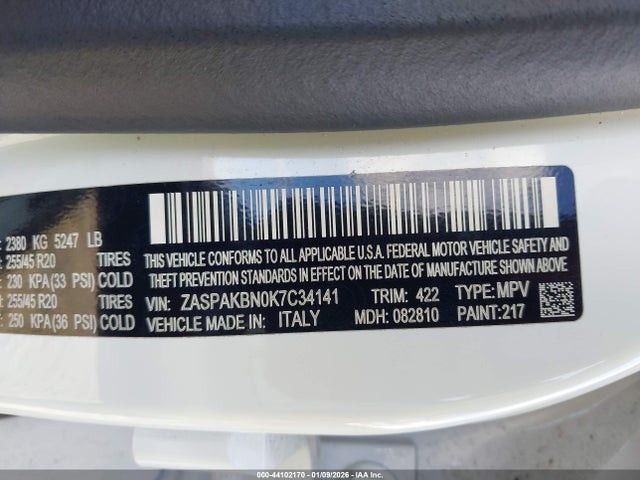 : 2380 KG 5247 LB
: 255/45 R20 TIRES
: 230 KPA(33 PSI) COLD
: 255/45 R20 TIRES
: 250 KPA(36 PSI) COLD
THIS VEHICLE CONFORMS TO ALL APPLICABLE U.S.A. FEDERAL MOTOR VEHICLE SAFETY AND
THEFT PREVENTION STANDARDS IN EFFECT ON THE DATE OF MANUFACTURE SHOWN ABOVE.
VIN: ZASPAKBN0K7C34141 TRIM: 422 TYPE: MPV
VEHICLE MADE IN: ITALY MDH: 082810 PAINT: 217
000-44102170 - 01/09/2026 - IAA Inc.